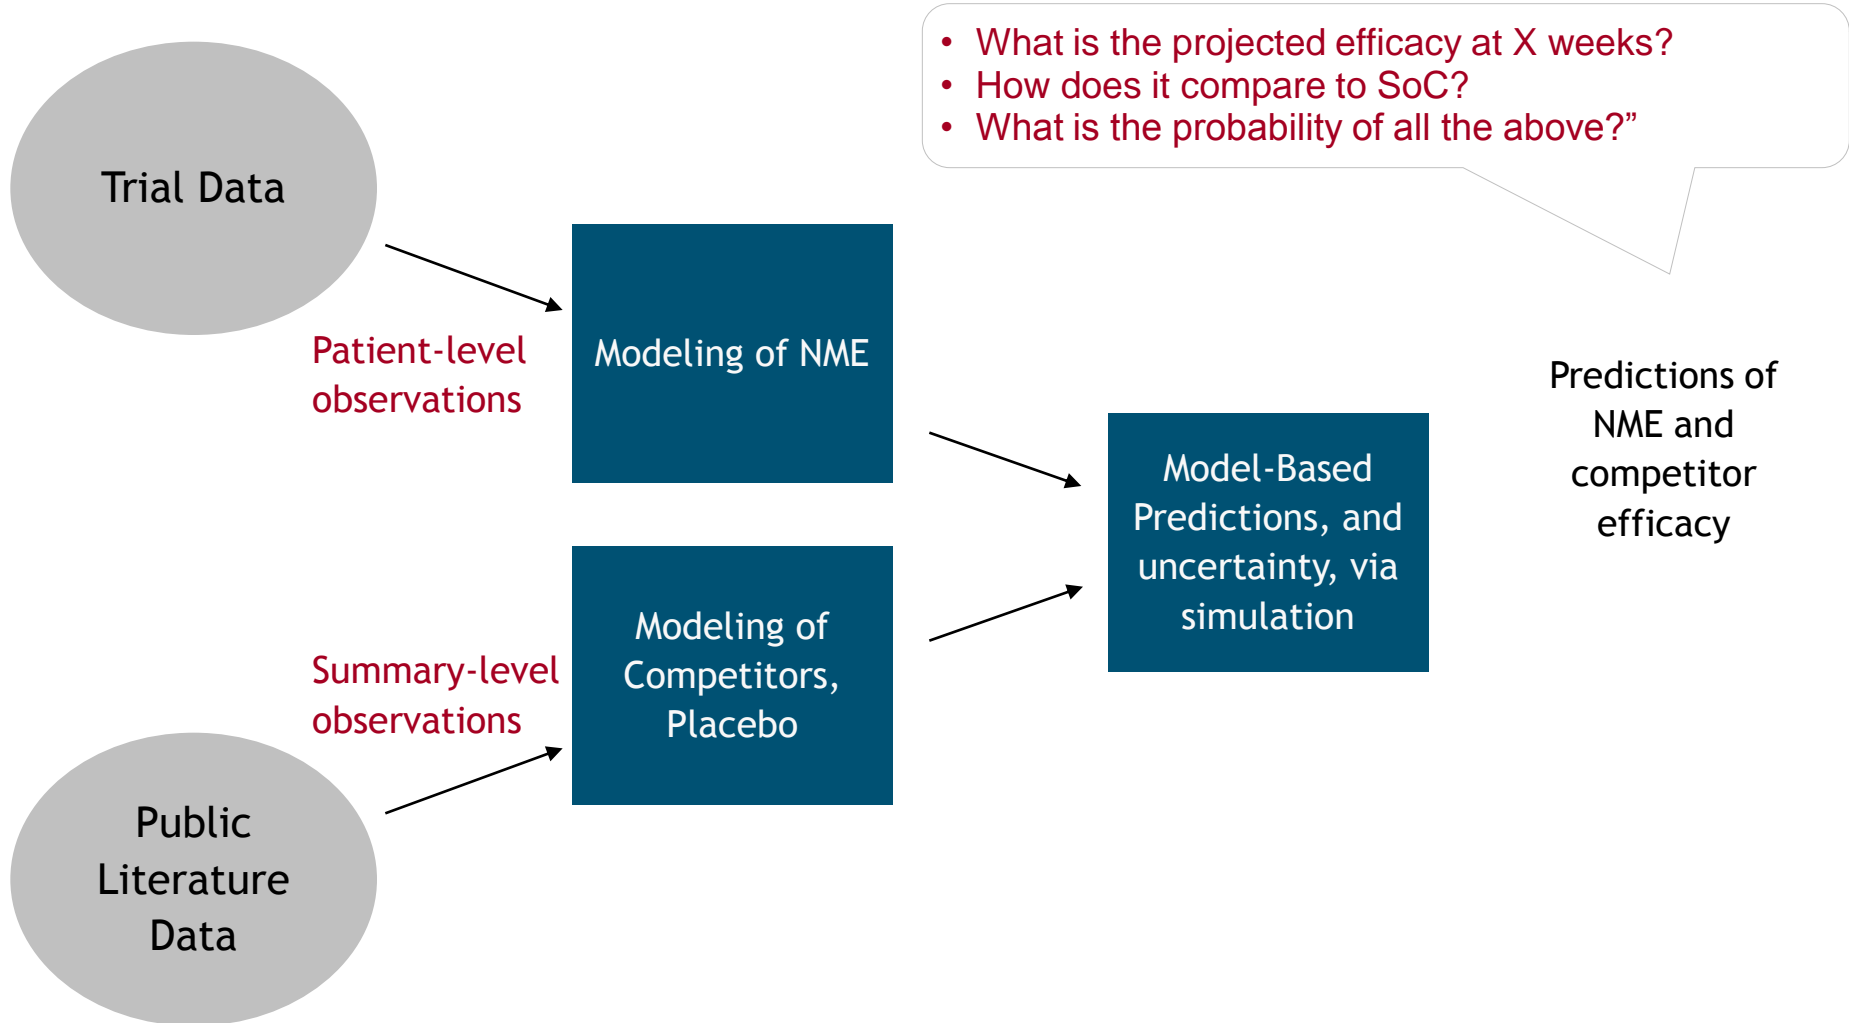 • What is the projected efficacy at X weeks?
• How does it compare to SoC?
• What is the probability of all the above?”
Trial Data
Patient-level
observations
Modeling of NME
Summary-level
observations
Modeling of
Competitors,
Placebo
Public
Literature
Data
Model-Based
Predictions, and
uncertainty, via
simulation
Predictions of
NME and
competitor
efficacy